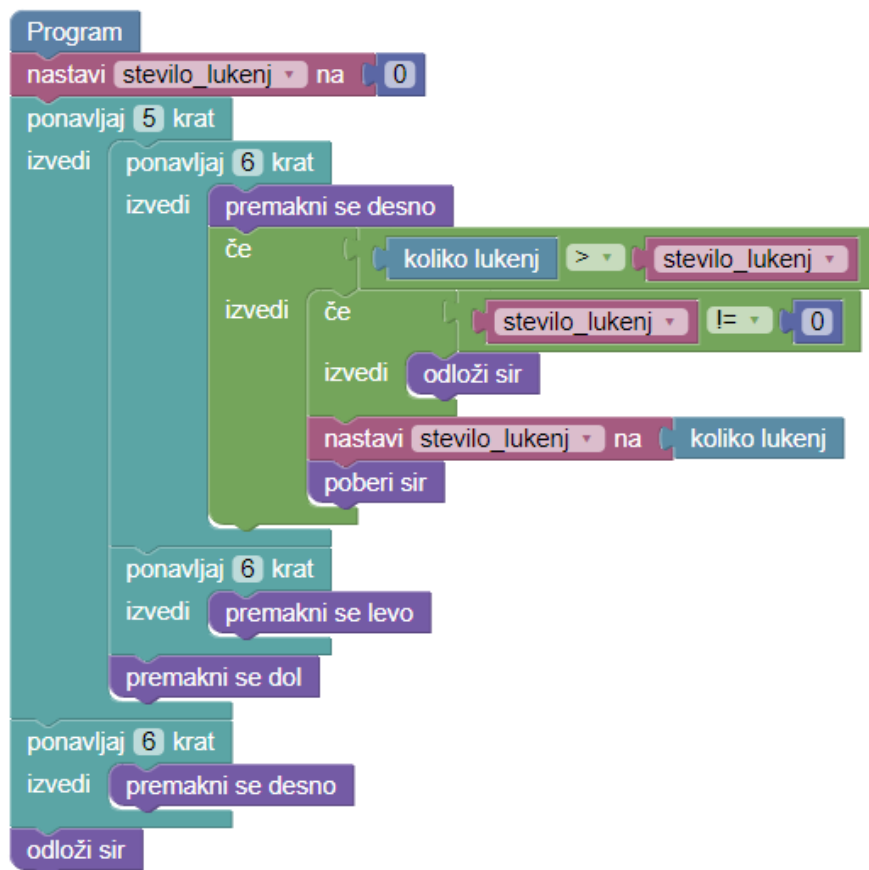 Program
nastavi stevilo_lukenj na 0
ponavljaj 5 krat
izvedi ponavljaj 6 krat
izvedi premakni se desno
če koliko lukenj > stevilo_lukenj
izvedi če stevilo_lukenj != 0
izvedi odloži sir
nastavi stevilo_lukenj na koliko lukenj
poberi sir
ponavljaj 6 krat
izvedi premakni se levo
premakni se dol
ponavljaj 6 krat
izvedi premakni se desno
odloži sir